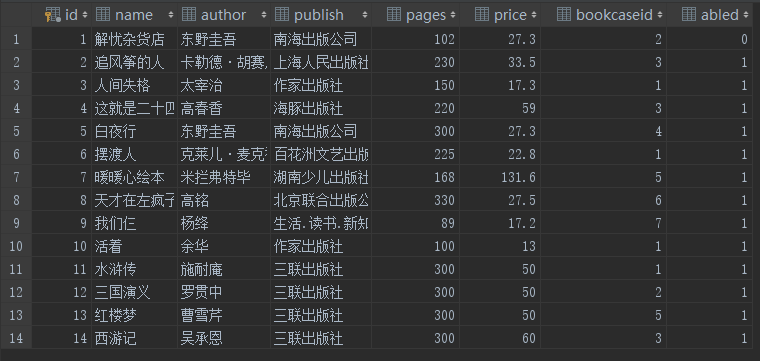 id name author publish pages price bookcaseid abled
1 1 解忧杂货店 东野圭吾 南海出版公司 102 27.3 2 0
2 2 追风筝的人 卡勒德·胡赛, 上海人民出版社 230 33.5 3 1
3 3 人间失格 太宰治 作家出版社 150 17.3 1 1
4 4 这就是二十四 高春香 海豚出版社 220 59 3 1
5 5 白夜行 东野圭吾 南海出版公司 300 27.3 4 1
6 6 摆渡人 克莱儿·麦克 百花洲文艺出版 225 22.8 1 1
7 7 暖暖心绘本 米拦弗特毕 湖南少儿出版社 168 131.6 5 1
8 8 天才在左疯子 高铭 北京联合出版公 330 27.5 6 1
9 9 我们仨 杨绛 生活.读书.新知 89 17.2 7 1
10 10 活着 余华 作家出版社 100 13 1 1
11 11 水浒传 施耐庵 三联出版社 300 50 1 1
12 12 三国演义 罗贯中 三联出版社 300 50 2 1
13 13 红楼梦 曹雪芹 三联出版社 300 50 5 1
14 14 西游记 吴承恩 三联出版社 300 60 3 1